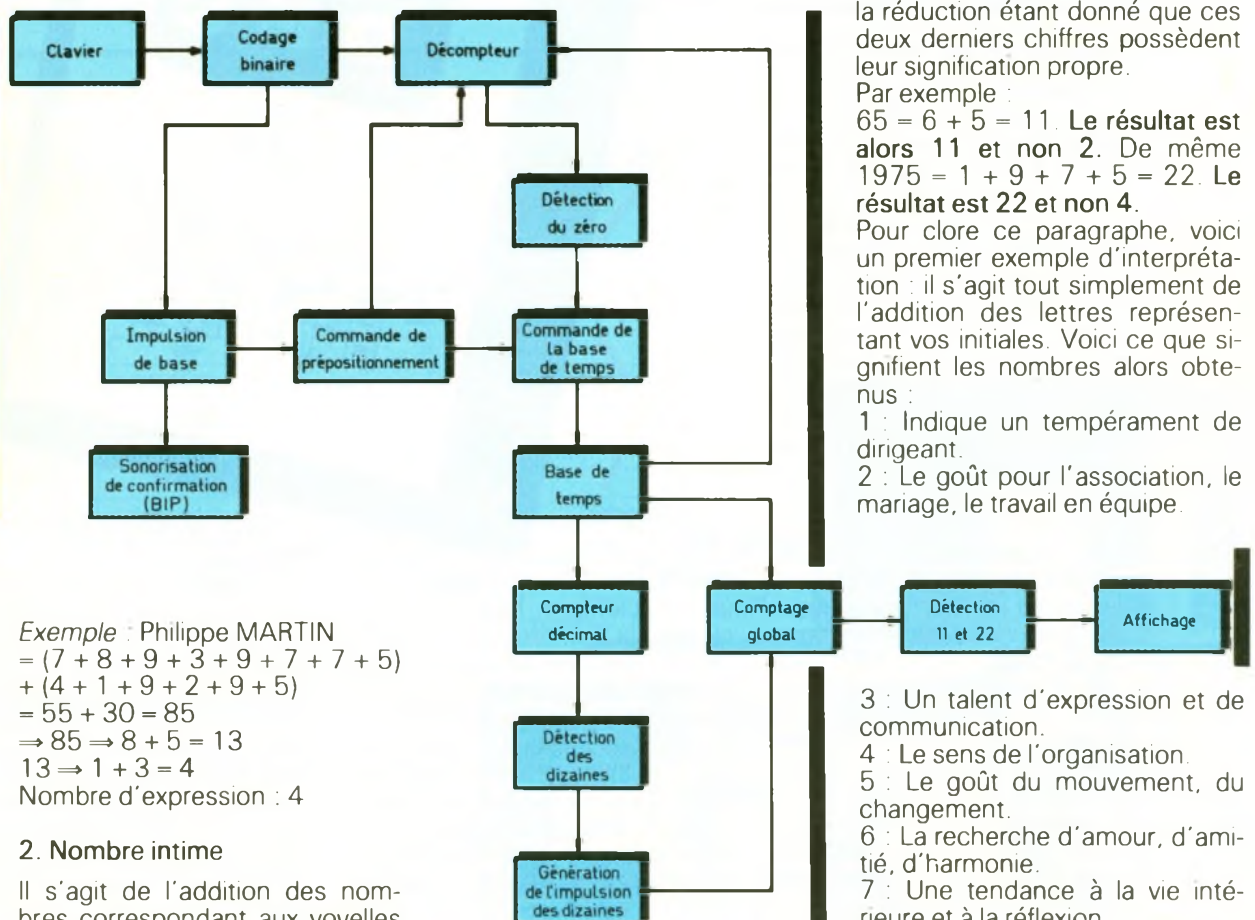 Clavier
Codage
binaire
Décompteur
Détection
du zéro
Impulsion
de base
Commande de
prépositionnement
Commande de
la base
de temps
Sonorisation
de confirmation
(BIP)
Base de
temps
Compteur
décimal
Comptage
global
Détection
11 et 22
Affichage
Détection
des
dizaines
Génération
de l'impulsion
des dizaines
Exemple : Philippe MARTIN
= (7 + 8 + 9 + 3 + 9 + 7 + 7 + 5)
+ (4 + 1 + 9 + 2 + 9 + 5)
= 55 + 30 = 85
⇒ 85 ⇒ 8 + 5 = 13
13 ⇒ 1 + 3 = 4
Nombre d'expression : 4
2. Nombre intime
Il s'agit de l'addition des nom-
bres correspondant aux voyelles
la réduction étant donné que ces
deux derniers chiffres possèdent
leur signification propre.
Par exemple :
65 = 6 + 5 = 11. Le résultat est
alors 11 et non 2. De même
1975 = 1 + 9 + 7 + 5 = 22. Le
résultat est 22 et non 4.
Pour clore ce paragraphe, voici
un premier exemple d'interpréta-
tion : il s'agit tout simplement de
l'addition des lettres représen-
tant vos initiales. Voici ce que si-
gnifient les nombres alors obte-
nus :
1 : Indique un tempérament de
dirigeant.
2 : Le goût pour l'association, le
mariage, le travail en équipe.
3 : Un talent d'expression et de
communication.
4 : Le sens de l'organisation.
5 : Le goût du mouvement, du
changement.
6 : La recherche d'amour, d'ami-
tié, d'harmonie.
7 : Une tendance à la vie inté-
rieure et à la réflexion.